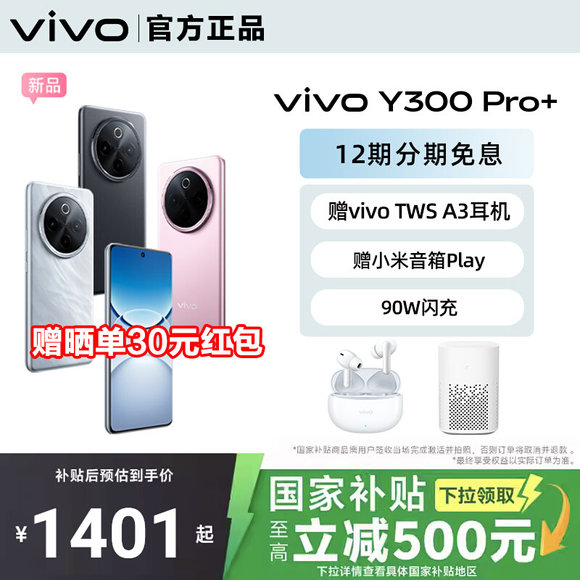 vivo 官方正品
新品
vivo Y300 Pro+
12期分期免息
赠vivo TWS A3耳机
赠小米音箱Play
90W闪充
vivo
赠晒单30元红包
vivo
*国家补贴商品需用户签收当场完成激活并拍照，否则订单将取消并退款。
*最终享受权益以实际订单为准。
补贴后预估到手价
¥1401起
国家补贴 下拉领取
至高立减500元
下拉详情查看具体国家补贴地区